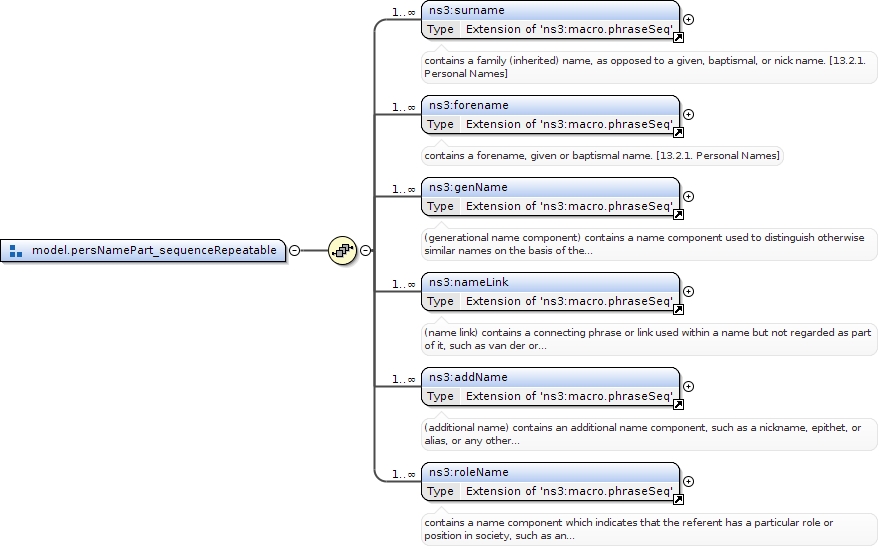 1..∞
ns3:surname
Type Extension of 'ns3:macro.phraseSeq'
contains a family (inherited) name, as opposed to a given, baptismal, or nick name. [13.2.1.
Personal Names]
1..∞
ns3:forename
Type Extension of 'ns3:macro.phraseSeq'
contains a forename, given or baptismal name. [13.2.1. Personal Names]
1..∞
ns3:genName
Type Extension of 'ns3:macro.phraseSeq'
(generational name component) contains a name component used to distinguish otherwise
similar names on the basis of the...
model.persNamePart_sequenceRepeatable
1..∞
ns3:nameLink
Type Extension of 'ns3:macro.phraseSeq'
(name link) contains a connecting phrase or link used within a name but not regarded as part
of it, such as van der or...
1..∞
ns3:addName
Type Extension of 'ns3:macro.phraseSeq'
(additional name) contains an additional name component, such as a nickname, epithet, or
alias, or any other...
1..∞
ns3:roleName
Type Extension of 'ns3:macro.phraseSeq'
contains a name component which indicates that the referent has a particular role or
position in society, such as an...